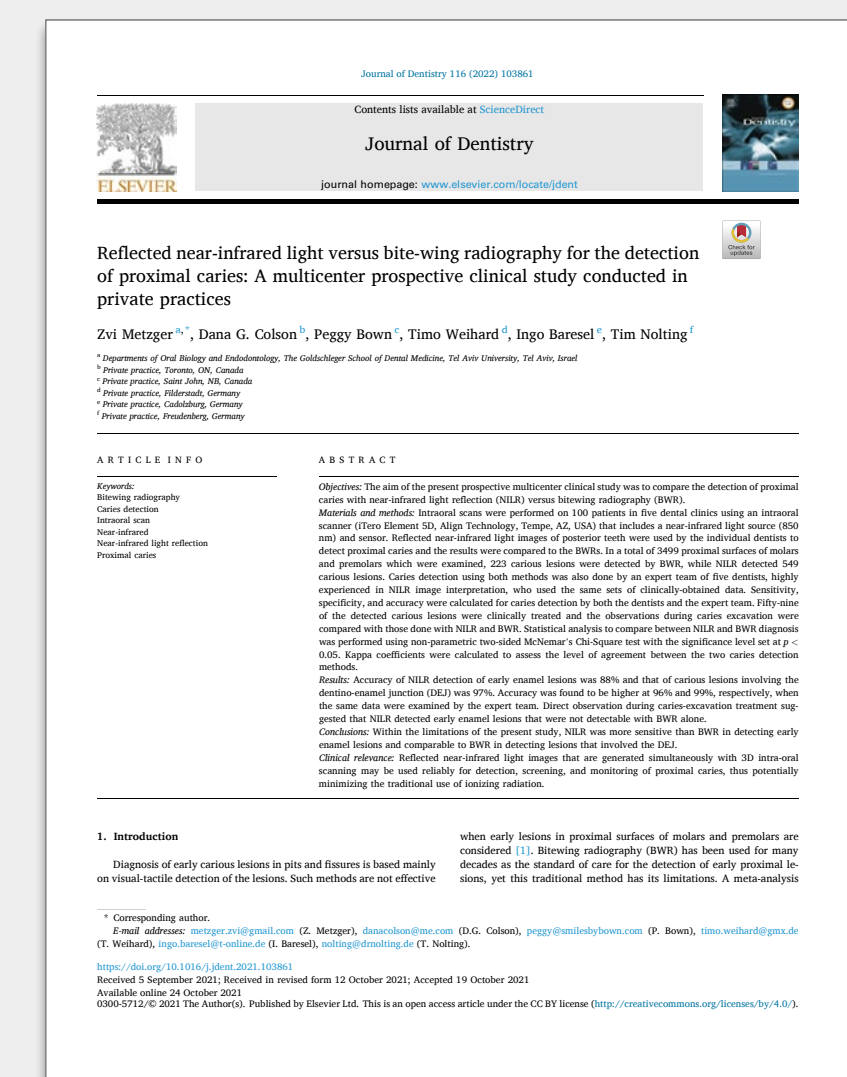 Journal of Dentistry 116 (2022) 103861
Contents lists available at ScienceDirect
Journal of Dentistry
journal homepage: www.elsevier.com/locate/jdent
ELSEVIER
Dentistry
Check for
updates
Reflected near-infrared light versus bite-wing radiography for the detection
of proximal caries: A multicenter prospective clinical study conducted in
private practices
Zvi Metzger a,*, Dana G. Colson b, Peggy Bown c, Timo Weihard d, Ingo Baresel e, Tim Nolting f
a Departments of Oral Biology and Endodontology, The Goldschleger School of Dental Medicine, Tel Aviv University, Tel Aviv, Israel
b Private practice, Toronto, ON, Canada
c Private practice, Saint John, NB, Canada
d Private practice, Filderstadt, Germany
e Private practice, Cadolzburg, Germany
f Private practice, Freudenberg, Germany
ARTICLE INFO
Keywords:
Bitewing radiography
Caries detection
Intraoral scan
Near-infrared
Near-infrared light reflection
Proximal caries
ABSTRACT
Objectives: The aim of the present prospective multicenter clinical study was to compare the detection of proximal
caries with near-infrared light reflection (NILR) versus bitewing radiography (BWR).
Materials and methods: Intraoral scans were performed on 100 patients in five dental clinics using an intraoral
scanner (iTero Element 5D, Align Technology, Tempe, AZ, USA) that includes a near-infrared light source (850
nm) and sensor. Reflected near-infrared light images of posterior teeth were used by the individual dentists to
detect proximal caries and the results were compared to the BWRs. In a total of 3499 proximal surfaces of molars
and premolars which were examined, 223 carious lesions were detected by BWR, while NILR detected 549
carious lesions. Caries detection using both methods was also done by an expert team of five dentists, highly
experienced in NILR image interpretation, who used the same sets of clinically-obtained data. Sensitivity,
specificity, and accuracy were calculated for caries detection by both the dentists and the expert team. Fifty-nine
of the detected carious lesions were clinically treated and the observations during caries excavation were
compared with those done with NILR and BWR. Statistical analysis to compare between NILR and BWR diagnosis
was performed using non-parametric two-sided McNemar's Chi-Square test with the significance level set at p <
0.05. Kappa coefficients were calculated to assess the level of agreement between the two caries detection
methods.
Results: Accuracy of NILR detection of early enamel lesions was 88% and that of carious lesions involving the
dentino-enamel junction (DEJ) was 97%. Accuracy was found to be higher at 96% and 99%, respectively, when
the same data were examined by the expert team. Direct observation during caries-excavation treatment sug-
gested that NILR detected early enamel lesions that were not detectable with BWR alone.
Conclusions: Within the limitations of the present study, NILR was more sensitive than BWR in detecting early
enamel lesions and comparable to BWR in detecting lesions that involved the DEJ.
Clinical relevance: Reflected near-infrared light images that are generated simultaneously with 3D intra-oral
scanning may be used reliably for detection, screening, and monitoring of proximal caries, thus potentially
minimizing the traditional use of ionizing radiation.
1. Introduction
Diagnosis of early carious lesions in pits and fissures is based mainly
on visual-tactile detection of the lesions. Such methods are not effective
when early lesions in proximal surfaces of molars and premolars are
considered [1]. Bitewing radiography (BWR) has been used for many
decades as the standard of care for the detection of early proximal le-
sions, yet this traditional method has its limitations. A meta-analysis
* Corresponding author.
E-mail addresses: metzger.zvi@gmail.com (Z. Metzger), danacolson@me.com (D.G. Colson), peggy@smilesbybown.com (P. Bown), timo.weihard@gmx.de
(T. Weihard), ingo.baresel@t-online.de (I. Baresel), nolting@drnolting.de (T. Nolting).
https://doi.org/10.1016/j.jdent.2021.103861
Received 5 September 2021; Received in revised form 12 October 2021; Accepted 19 October 2021
Available online 24 October 2021
0300-5712/© 2021 The Author(s). Published by Elsevier Ltd. This is an open access article under the CC BY license (http://creativecommons.org/licenses/by/4.0/).